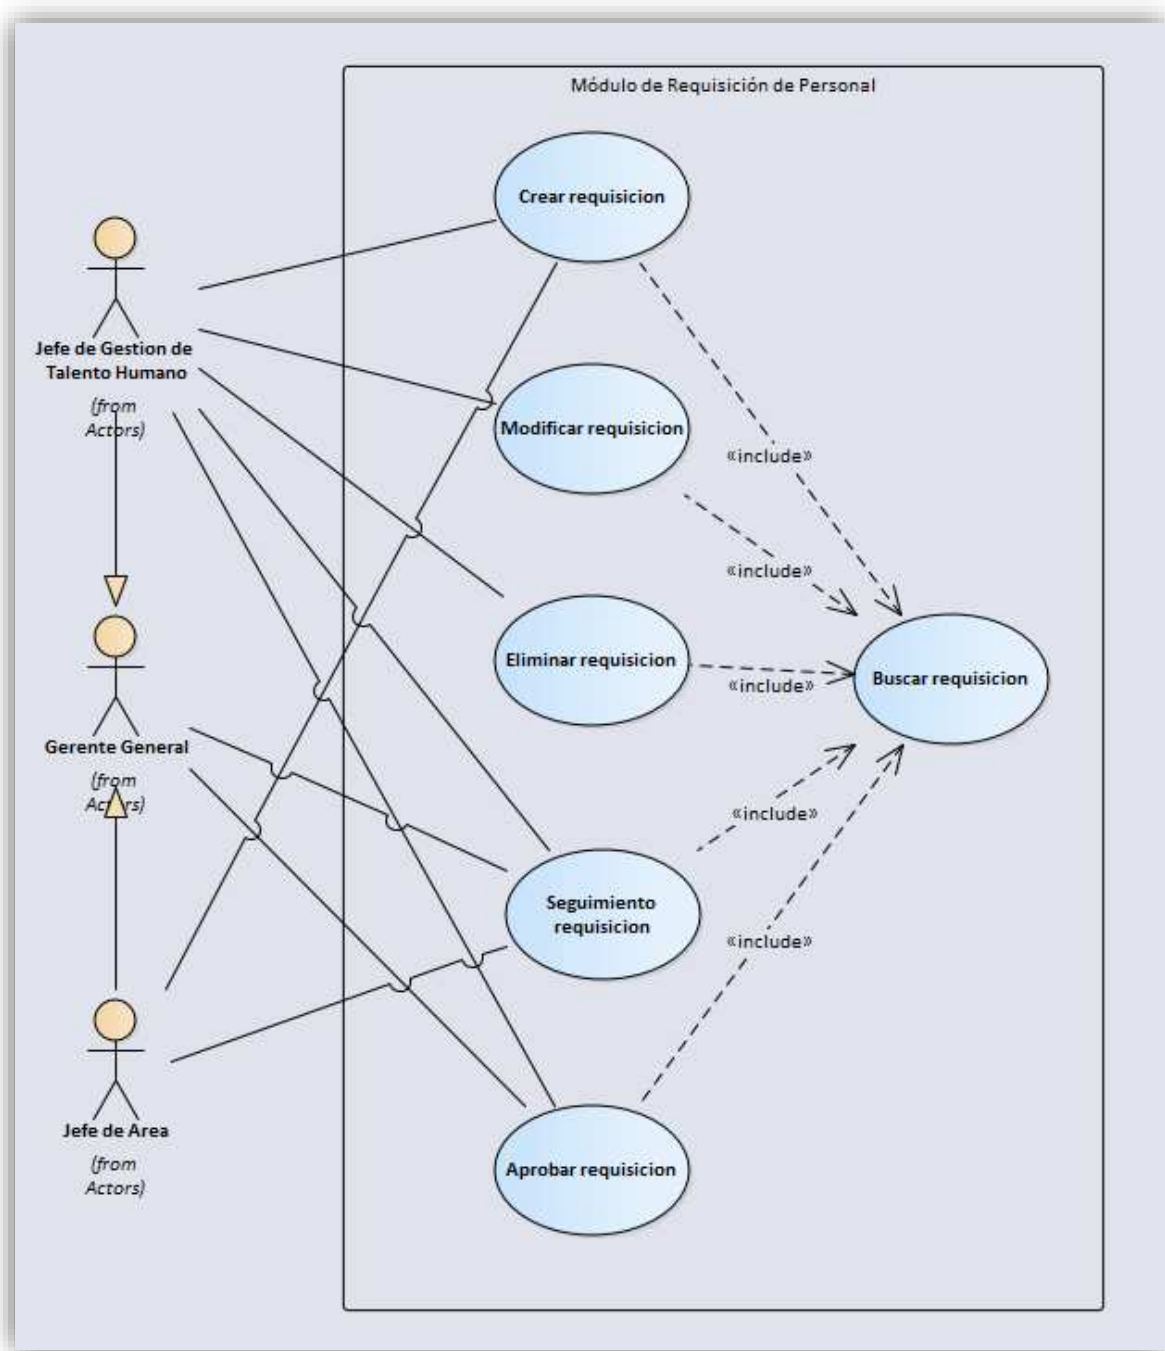 Módulo de Requisición de Personal
Crear requisicion
Jefe de Gestion de
Talento Humano
(from
Actors)
Modificar requisicion
«include»
«include»
Eliminar requisicion
«include»
Buscar requisicion
Gerente General
(from
Actors)
«include»
Seguimiento
requisicion
«include»
Jefe de Area
(from
Actors)
Aprobar requisicion